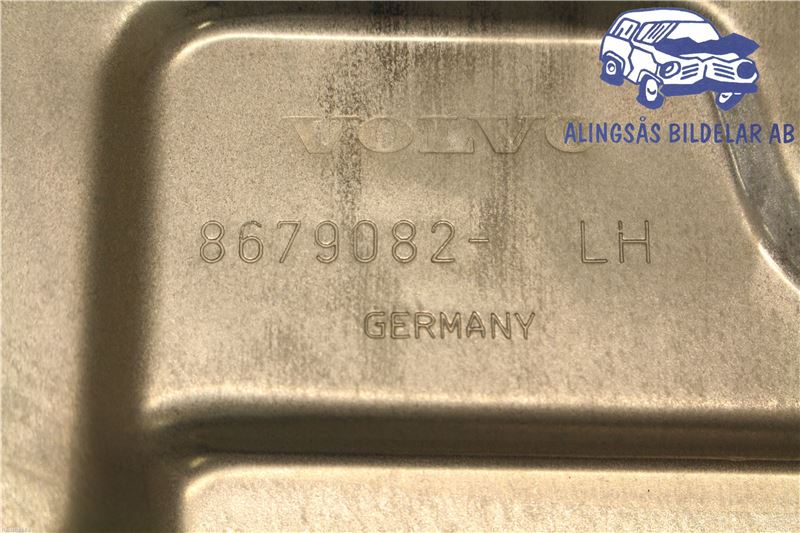 ALINGSÅS BILDELAR AB
VOLVO
8679082- LH
GERMANY